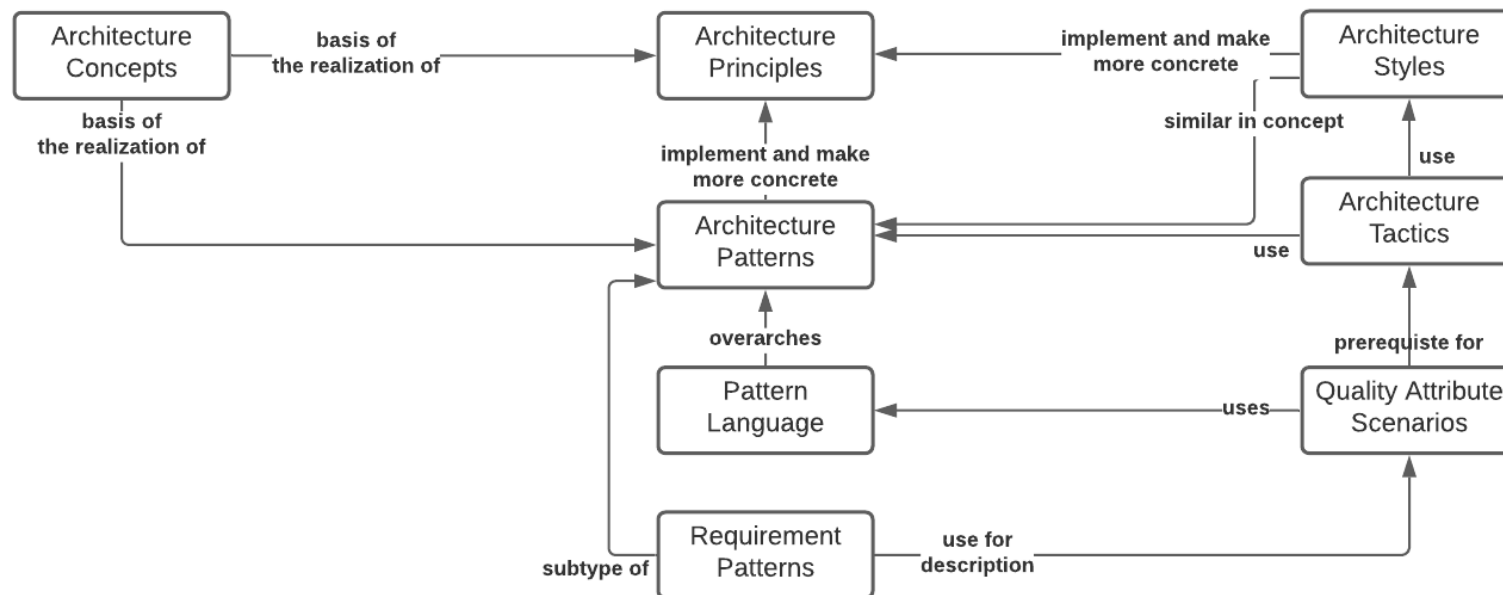 Architecture
Concepts
basis of
the realization of
Architecture
Principles
implement and make
more concrete
Architecture
Styles
basis of
the realization of
similar in concept
implement and make
more concrete
use
Architecture
Patterns
Architecture
Tactics
use
overarches
prerequiste for
Pattern
Language
uses
Quality Attribute
Scenarios
Requirement
Patterns
use for
description
subtype of